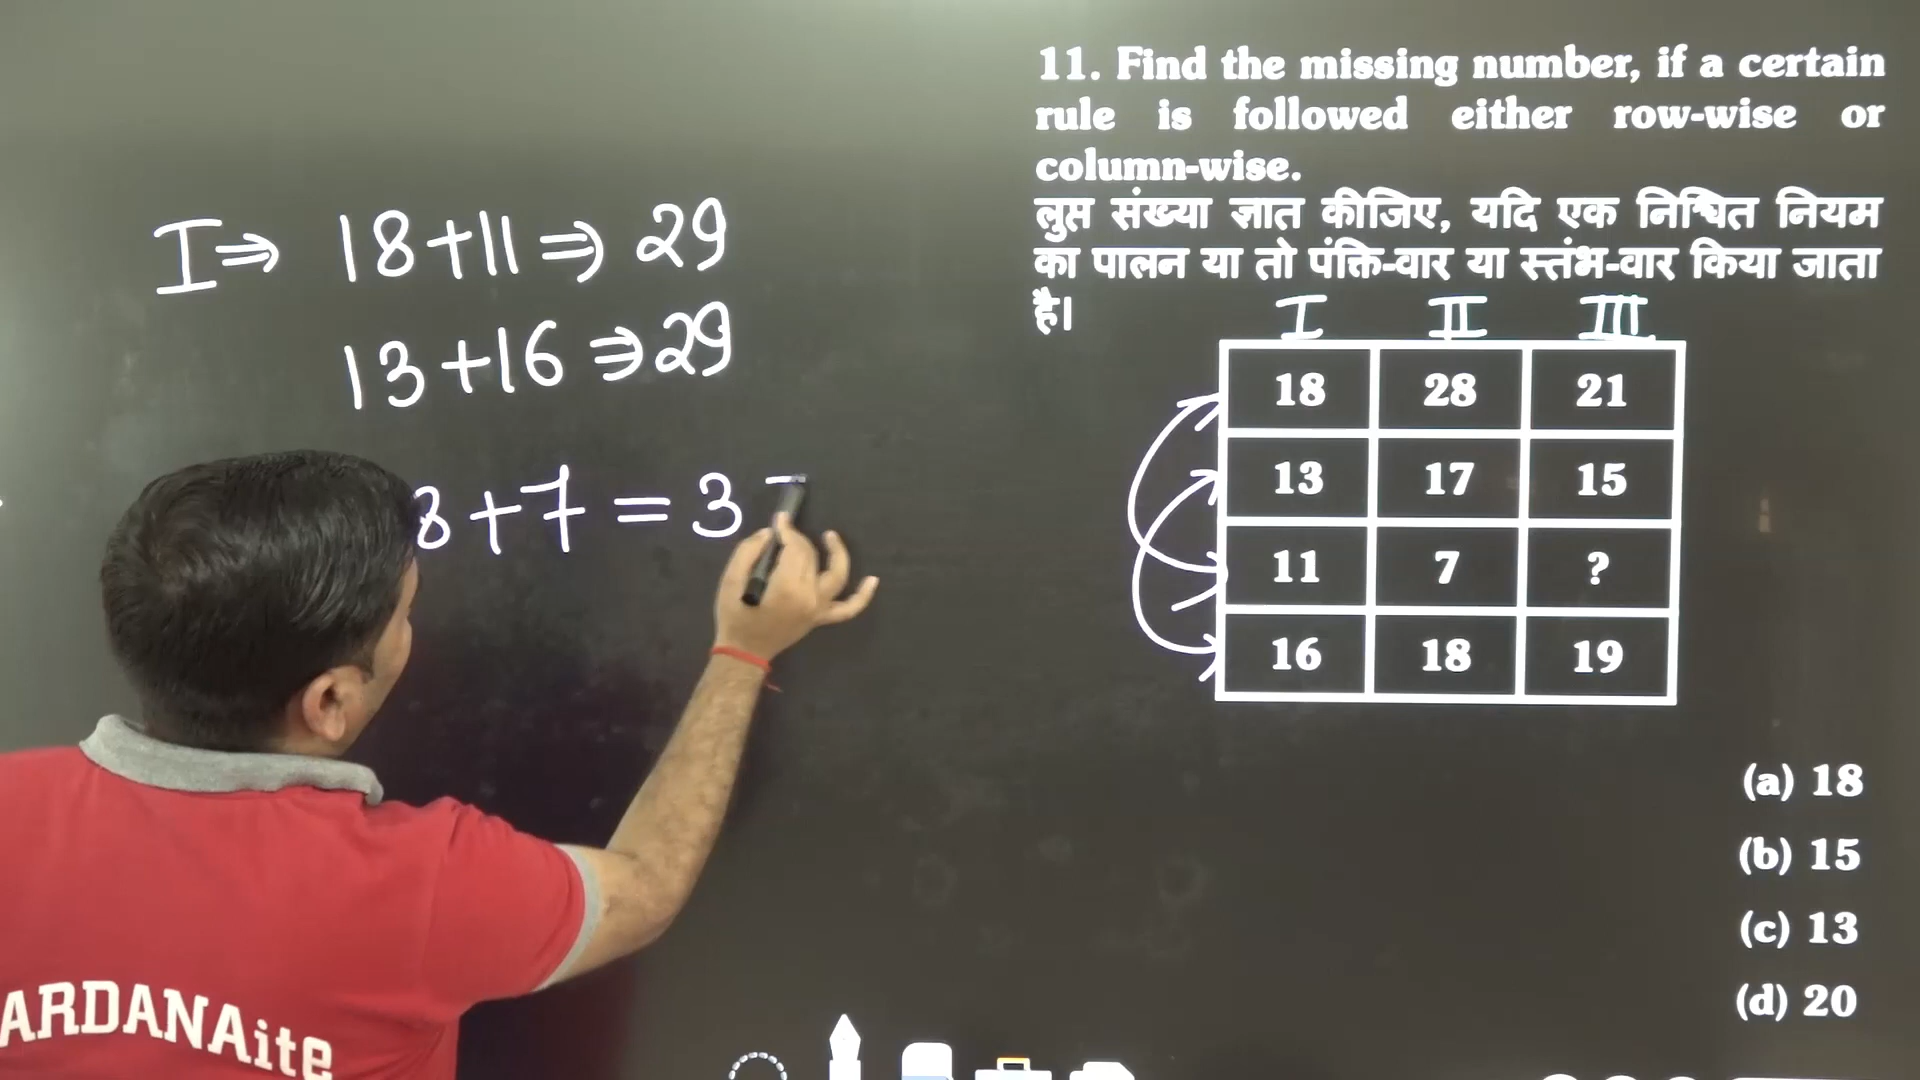 11. Find the missing number, if a certain
rule is followed either row-wise or
column-wise.
लुप्त संख्या ज्ञात कीजिए, यदि एक निश्चित नियम
का पालन या तो पंक्ति-वार या स्तंभ-वार किया जाता
है।
I II III
18 28 21
13 17 15
11 7 ?
16 18 19
(a) 18
(b) 15
(c) 13
(d) 20
I ⇒ 18+11 ⇒ 29
13+16 ⇒ 29
8+7 = 3
ARDANAite